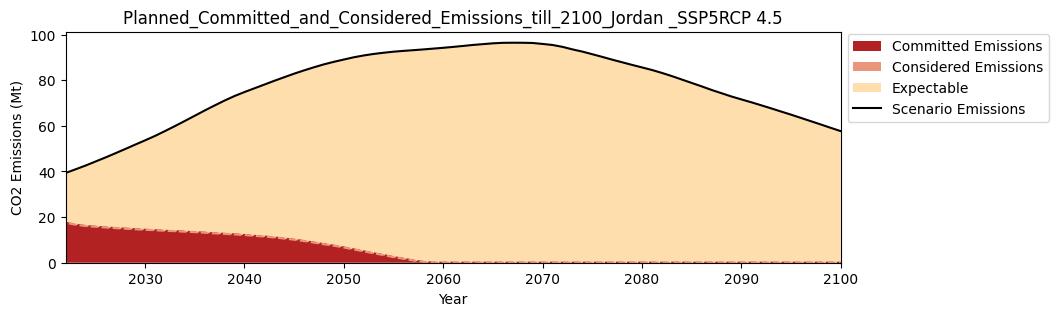 Planned_Committed_and_Considered_Emissions_till_2100_Jordan _SSP5RCP 4.5
CO2 Emissions (Mt)
100
80
60
40
20
0
2030 2040 2050 2060 2070 2080 2090 2100
Year
Committed Emissions
Considered Emissions
Expectable
Scenario Emissions